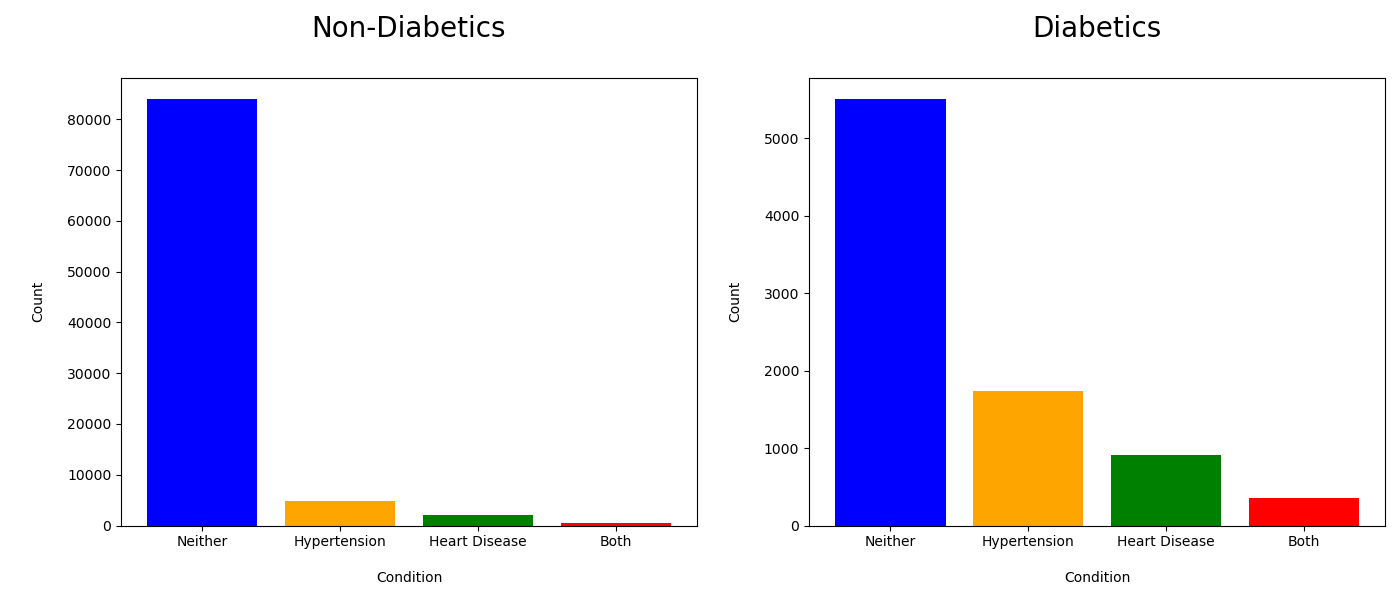 Non-Diabetics
80000
70000
60000
50000
40000
30000
20000
10000
0
Count
Neither Hypertension Heart Disease Both
Condition
Diabetics
5000
4000
3000
2000
1000
0
Count
Neither Hypertension Heart Disease Both
Condition